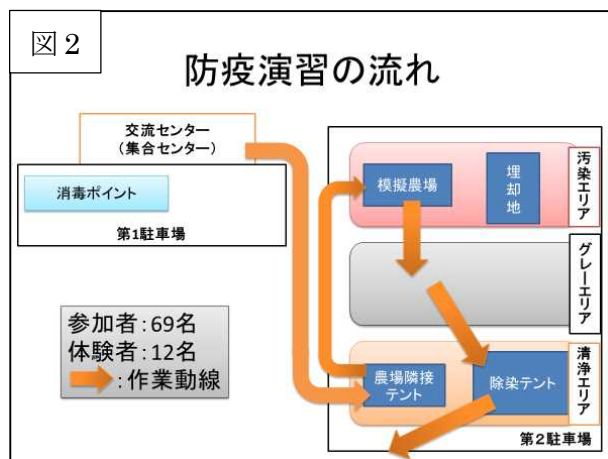 図２
防疫演習の流れ
交流センター
(集合センター)
消毒ポイント
第1駐車場
模擬農場
埋却地
汚染エリア
グレーエリア
参加者：69名
体験者：12名
：作業動線
農場隣接
テント
除染テント
清浄エリア
第２駐車場